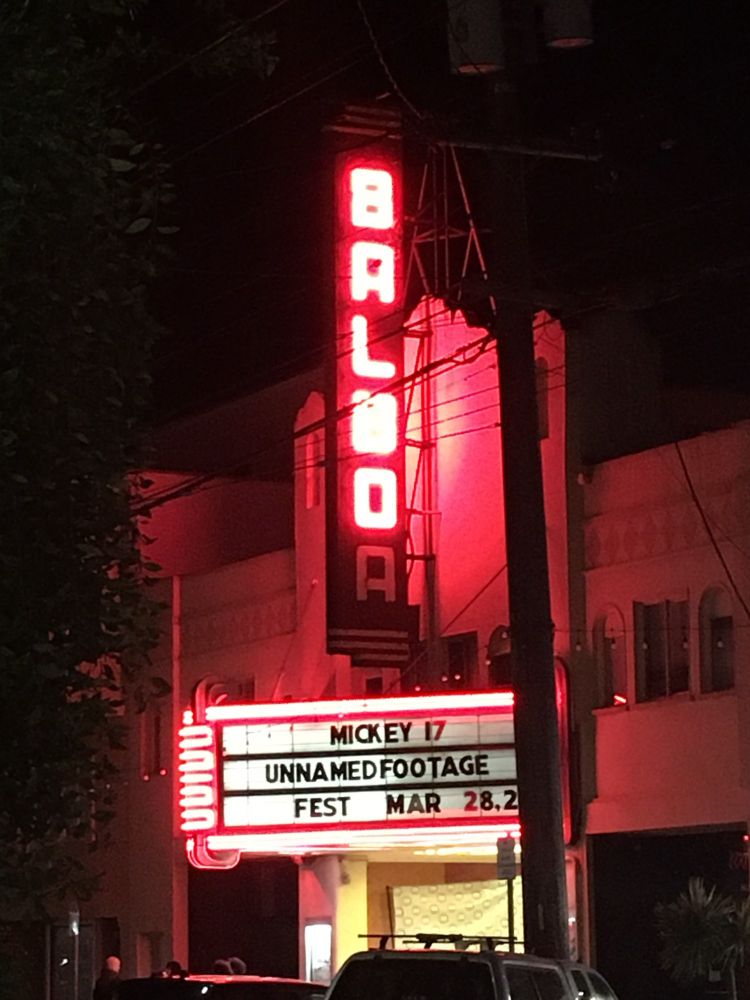 BALBOA
MICKEY 17
UNNAMEDFOOTAGE
FEST MAR 28,2